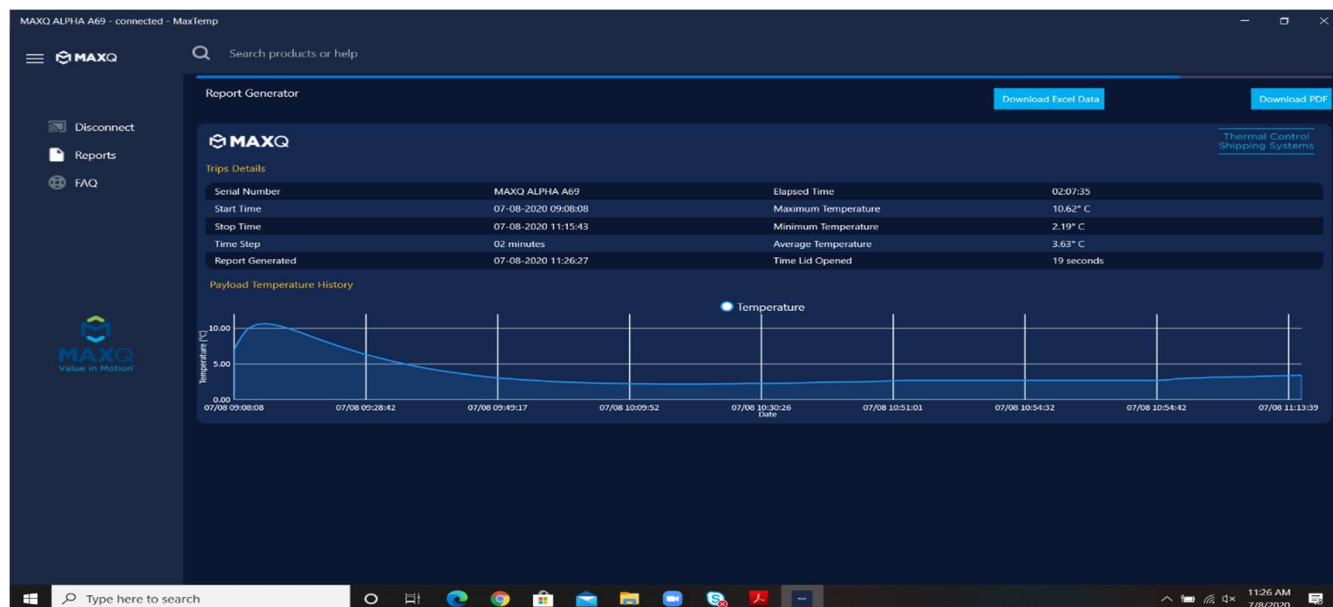 MAXQ ALPHA A69 - connected - MaxTemp
MAXQ
Search products or help
Disconnect
Reports
FAQ
MAXQ
Value in Motion
Report Generator
Download Excel Data
Download PDF
MAXQ
Thermal Control
Shipping Systems
Trips Details
Serial Number MAXQ ALPHA A69 Elapsed Time 02:07:35
Start Time 07-08-2020 09:08:08 Maximum Temperature 10.62° C
Stop Time 07-08-2020 11:15:43 Minimum Temperature 2.19° C
Time Step 02 minutes Average Temperature 3.63° C
Report Generated 07-08-2020 11:26:27 Time Lid Opened 19 seconds
Payload Temperature History
Temperature
Temperature (°C)
10.00
5.00
0.00
07/08 09:08:08 07/08 09:28:42 07/08 09:49:17 07/08 10:09:52 07/08 10:30:26 07/08 10:51:01 07/08 10:54:32 07/08 10:54:42 07/08 11:13:39
Date
Type here to search
11:26 AM
7/8/2020